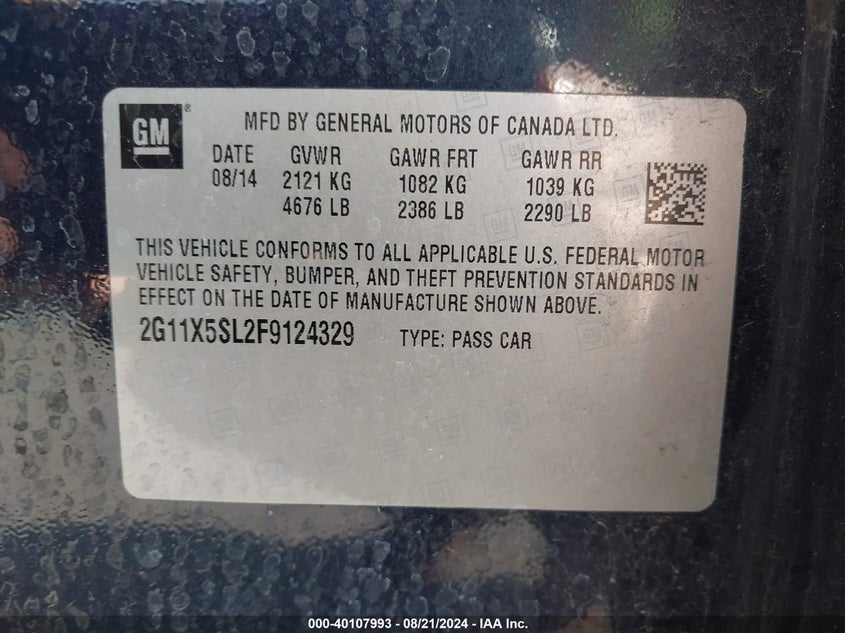 GM ®
MFD BY GENERAL MOTORS OF CANADA LTD.
DATE GVWR GAWR FRT GAWR RR
08/14 2121 KG 1082 KG 1039 KG
4676 LB 2386 LB 2290 LB
THIS VEHICLE CONFORMS TO ALL APPLICABLE U.S. FEDERAL MOTOR
VEHICLE SAFETY, BUMPER, AND THEFT PREVENTION STANDARDS IN
EFFECT ON THE DATE OF MANUFACTURE SHOWN ABOVE.
2G11X5SL2F9124329 TYPE: PASS CAR
000-40107993 - 08/21/2024 - IAA Inc.